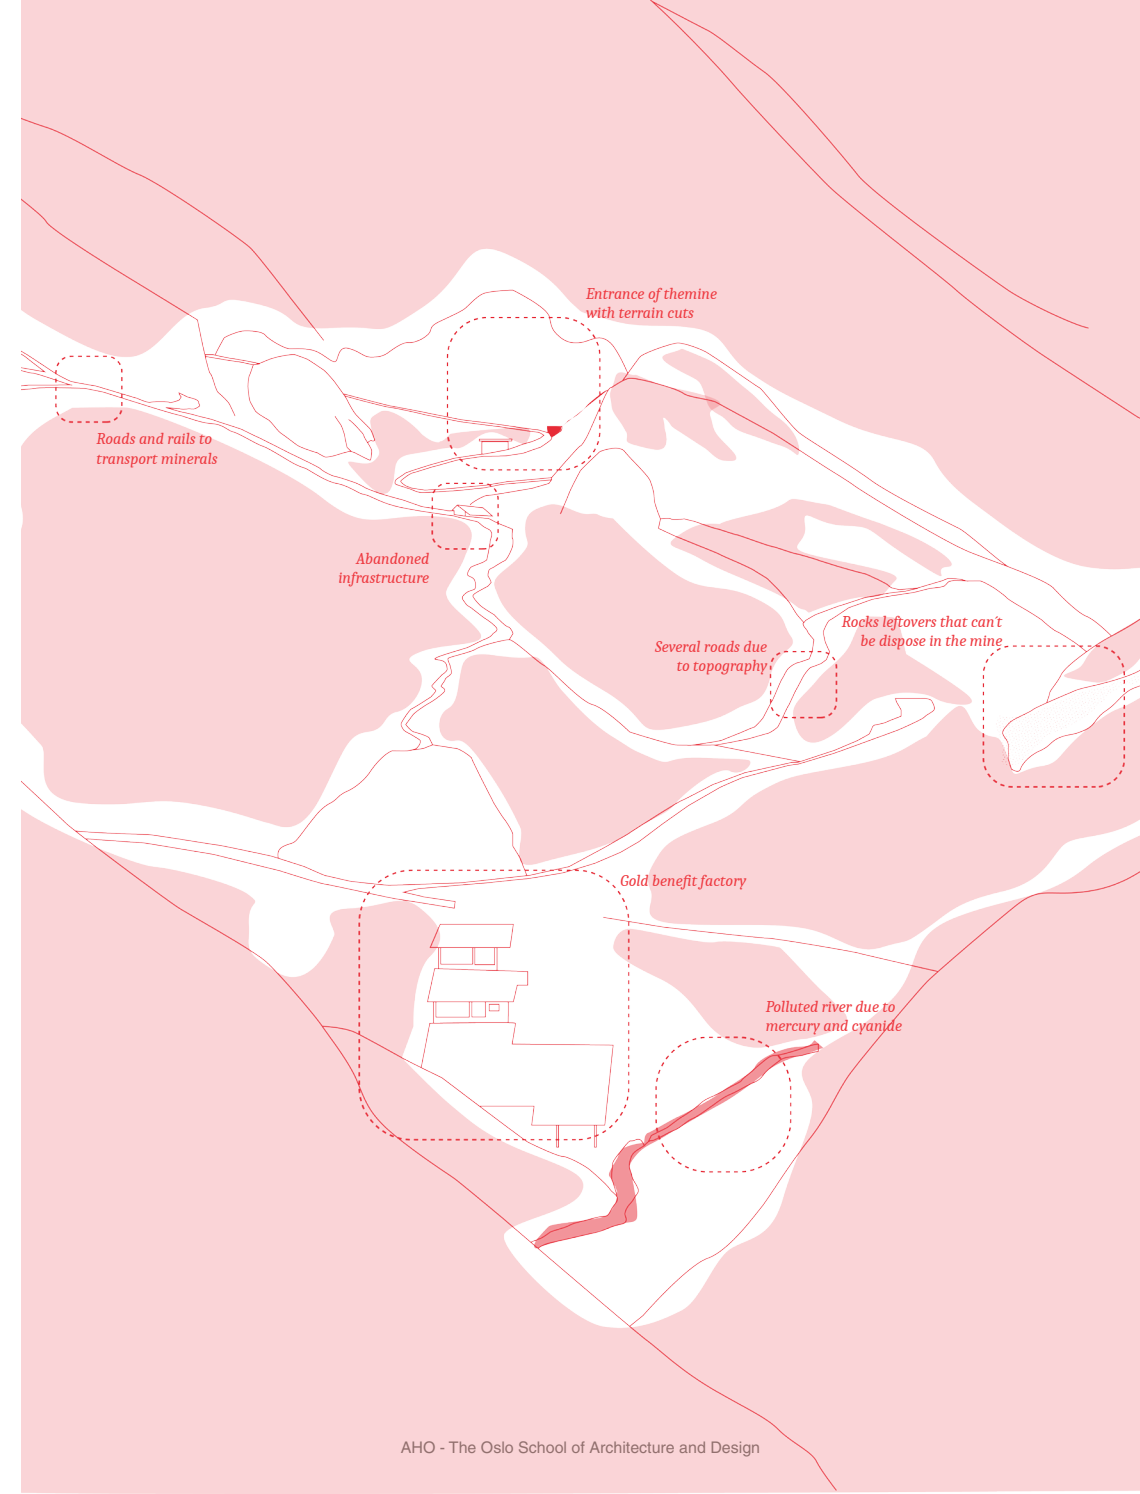 Entrance of themine
with terrain cuts
Roads and rails to
transport minerals
Abandoned
infrastructure
Several roads due
to topography
Rocks leftovers that can't
be dispose in the mine
Gold benefit factory
Polluted river due to
mercury and cyanide
AHO - The Oslo School of Architecture and Design